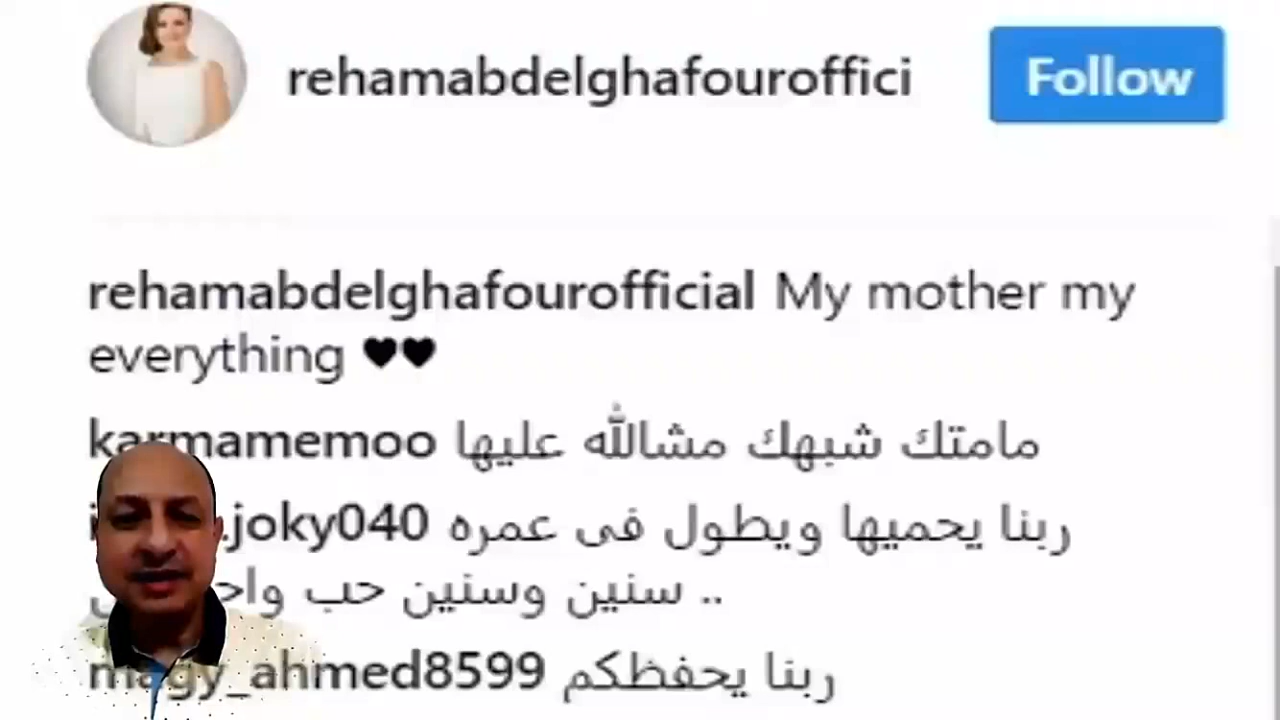 rehamabdelghafouroffici
Follow
rehamabdelghafourofficial My mother my
everything ♥♥
karmamemoo مامتك شبهك مشالله عليها
.joky040 ربنا يحميها ويطول فى عمره
سنين وسنين حب ..
magy_ahmed8599 ربنا يحفظكم